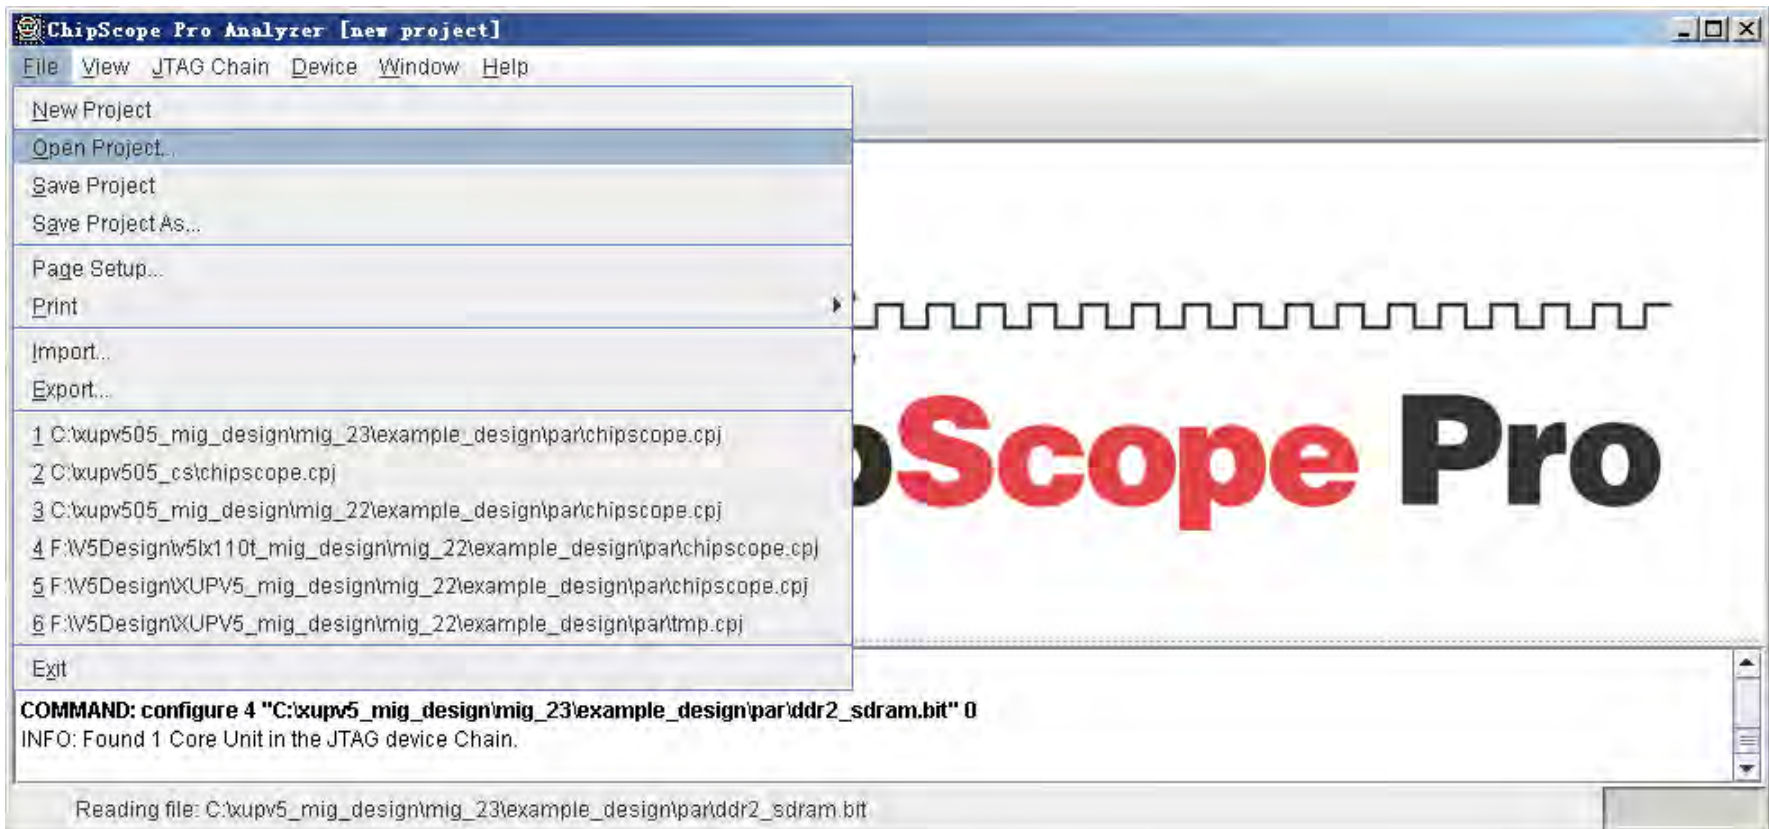 ChipScope Pro Analyzer [new project]
File View JTAG Chain Device Window Help
New Project
Open Project...
Save Project
Save Project As...
Page Setup...
Print
Import...
Export...
1 C:\xupv505_mig_design\mig_23\example_design\par\chipscope.cpj
2 C:\xupv505_cs\chipscope.cpj
3 C:\xupv505_mig_design\mig_22\example_design\par\chipscope.cpj
4 F:\V5Design\v5lx110t_mig_design\mig_22\example_design\par\chipscope.cpj
5 F:\V5Design\XUPV5_mig_design\mig_22\example_design\par\chipscope.cpj
6 F:\V5Design\XUPV5_mig_design\mig_22\example_design\par\tmp.cpj
Exit
pScope Pro
COMMAND: configure 4 "C:\xupv5_mig_design\mig_23\example_design\par\ddr2_sdram.bit" 0
INFO: Found 1 Core Unit in the JTAG device Chain.
Reading file: C:\xupv5_mig_design\mig_23\example_design\par\ddr2_sdram.bit